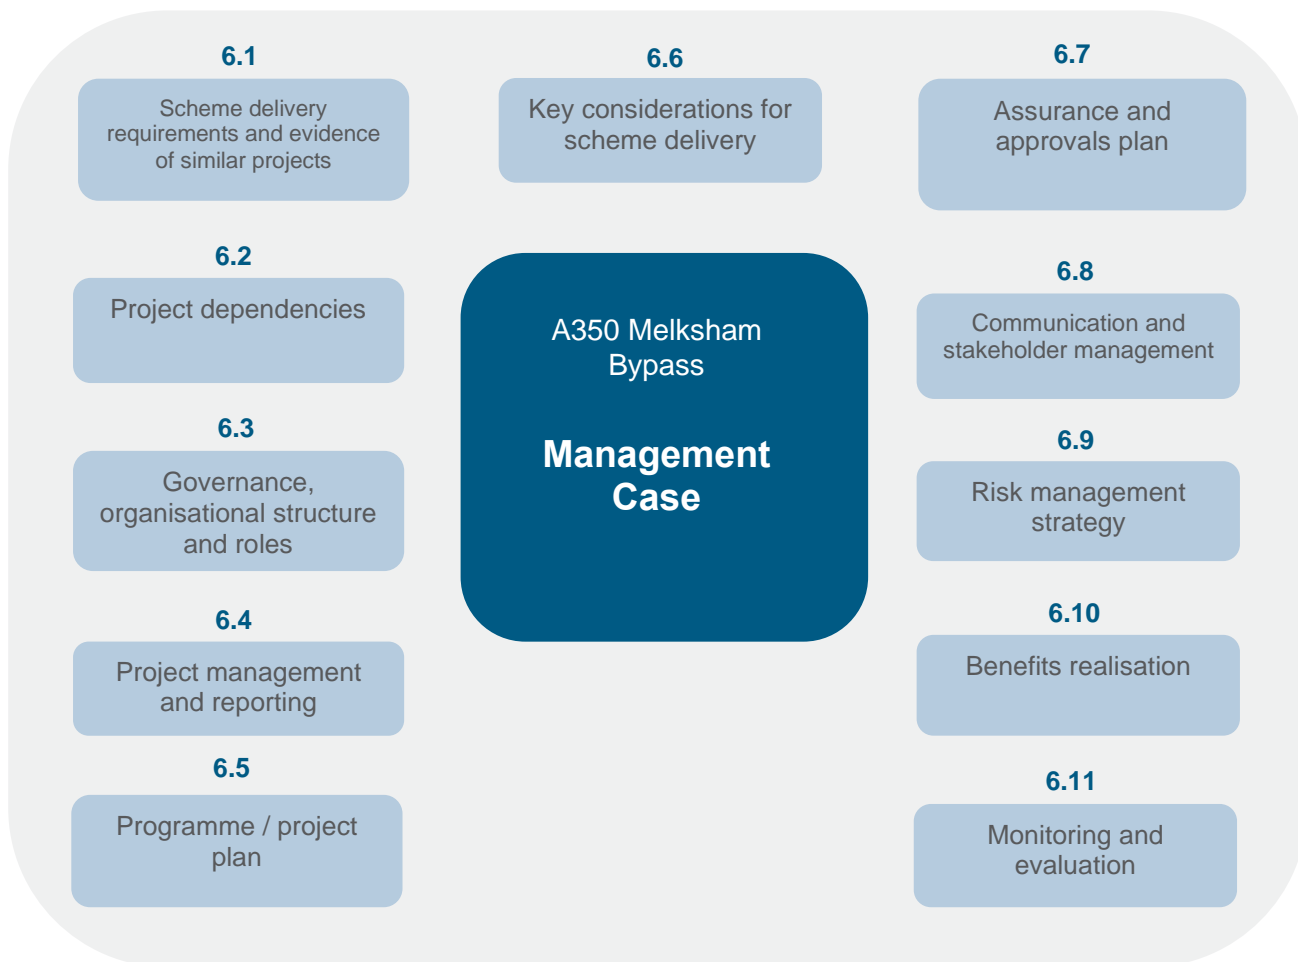 6.1
Scheme delivery
requirements and evidence
of similar projects
6.2
Project dependencies
6.3
Governance,
organisational structure
and roles
6.4
Project management
and reporting
6.5
Programme / project
plan
6.6
Key considerations for
scheme delivery
A350 Melksham
Bypass
Management
Case
6.7
Assurance and
approvals plan
6.8
Communication and
stakeholder management
6.9
Risk management
strategy
6.10
Benefits realisation
6.11
Monitoring and
evaluation